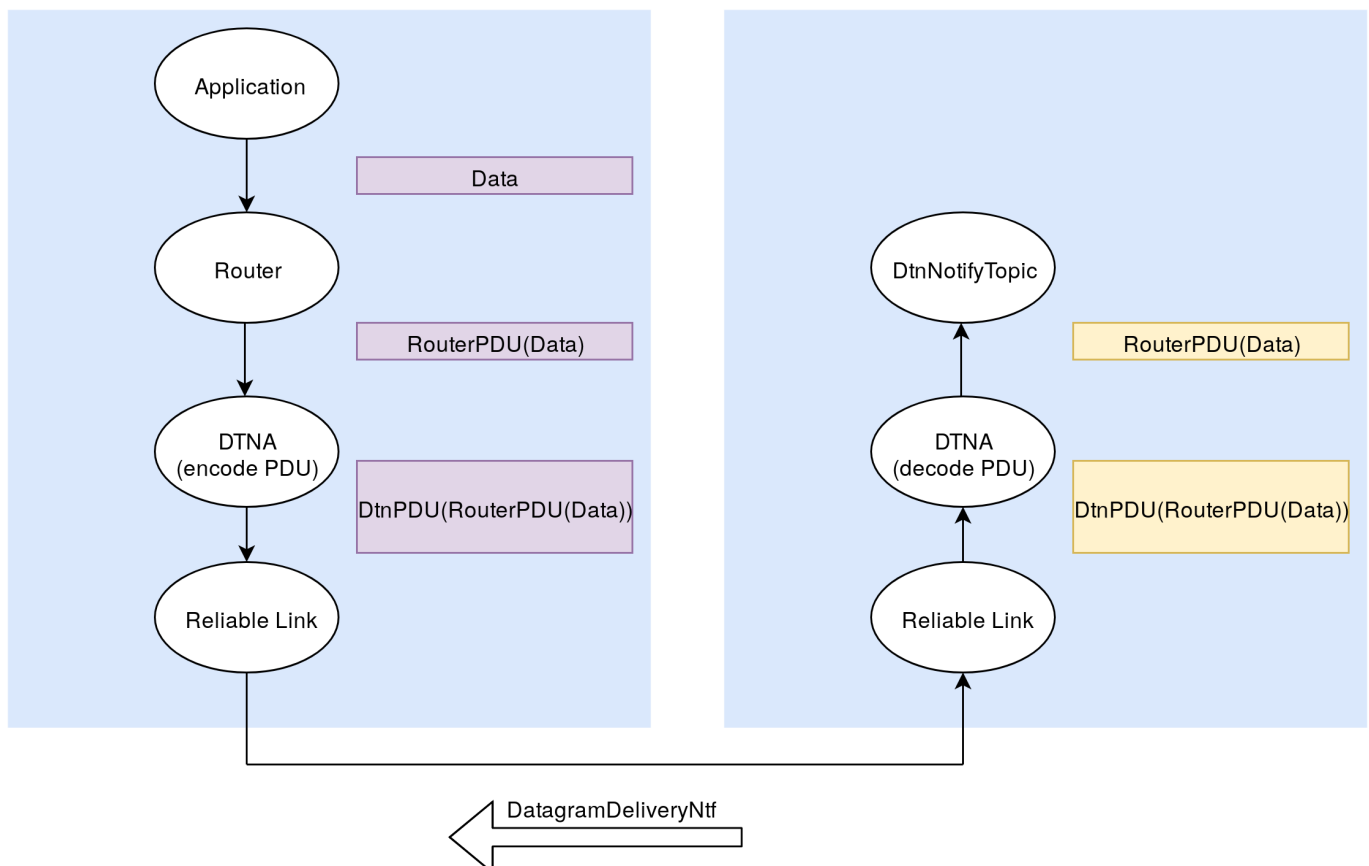 Application
Data
Router
RouterPDU(Data)
DTNA
(encode PDU)
DtnPDU(RouterPDU(Data))
Reliable Link
DtnNotifyTopic
RouterPDU(Data)
DTNA
(decode PDU)
DtnPDU(RouterPDU(Data))
Reliable Link
DatagramDeliveryNtf